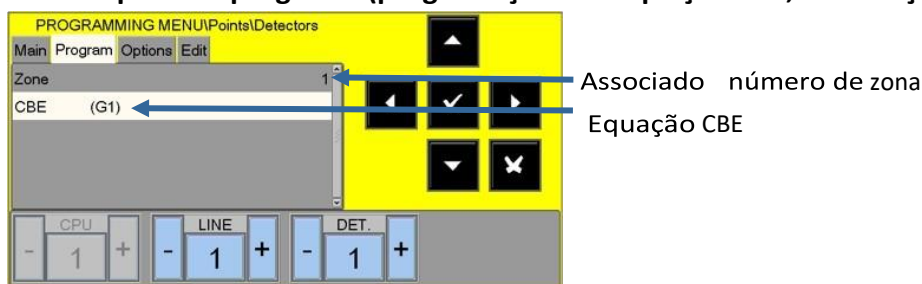 PROGRAMMING MENU\Points\Detectors
Main Program Options Edit
Zone 1
CBE (G1)
Associado número de zona
Equação CBE
CPU LINE DET.
- 1 + - 1 + - 1 +